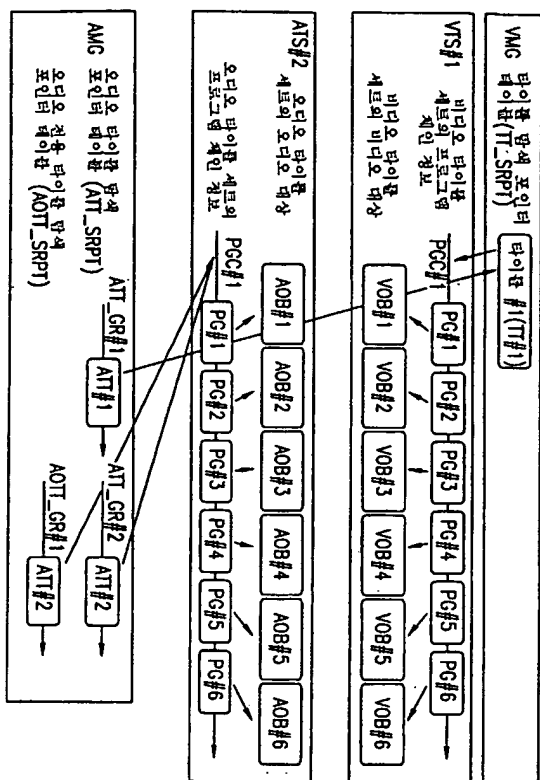 VMG
타이틀 탐색 포인터
테이블(TT_SRPT)
타이틀 #1(TT#1)
VTS#1
비디오 타이틀
세트의 프로그램
체인 정보
PGC#1
PG#1
PG#2
PG#3
PG#4
PG#5
PG#6
비디오 타이틀
세트의 비디오 대상
VOB#1
VOB#2
VOB#3
VOB#4
VOB#5
VOB#6
ATS#2
오디오 타이틀
세트의 오디오 대상
AOB#1
AOB#2
AOB#3
AOB#4
AOB#5
AOB#6
오디오 타이틀 세트의
프로그램 체인 정보
PGC#1
PG#1
PG#2
PG#3
PG#4
PG#5
PG#6
AMG
오디오 타이틀 탐색
포인터 테이블 (ATT_SRPT)
ATT_GR#1
ATT#1
ATT_GR#2
ATT#2
오디오 전용 타이틀 탐색
포인터 테이블 (AOTT_SRPT)
AOTT_GR#1
ATT#2